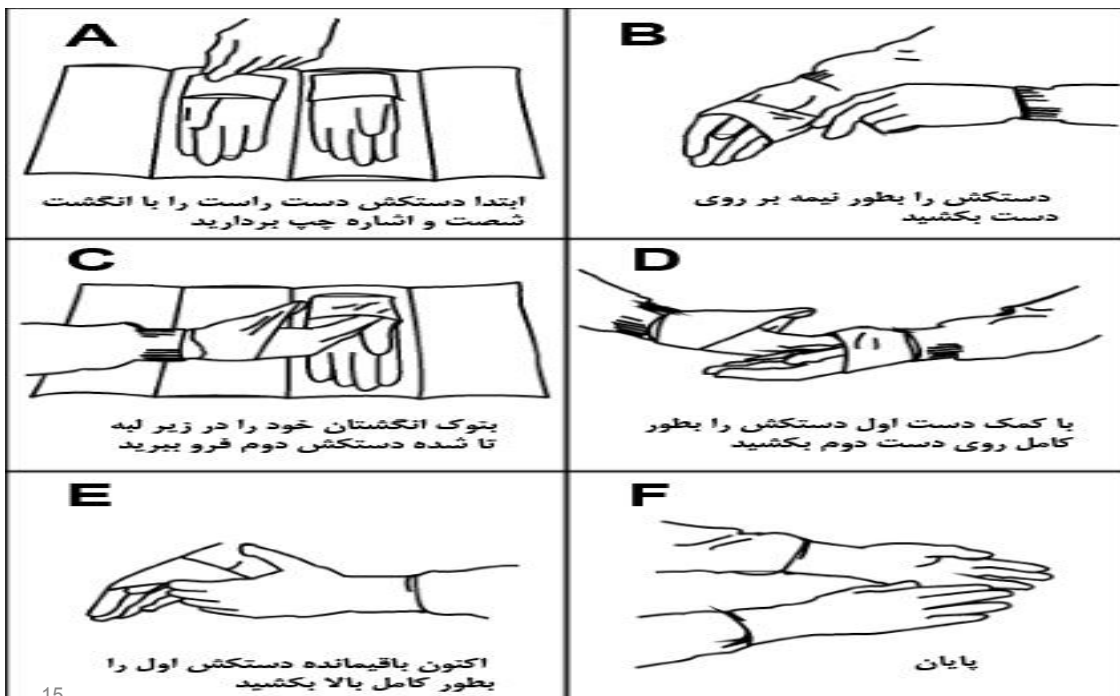 A
ابتدا دستکش دست راست را با انگشت
شصت و اشاره چپ بردارید
B
دستکش را بطور نیمه بر روی
دست بکشید
C
بتوک انگشتان خود را در زیر لبه
تا شده دستکش دوم فرو ببرید
D
با کمک دست اول دستکش را بطور
کامل روی دست دوم بکشید
E
اکنون باقیمانده دستکش اول را
بطور کامل بالا بکشید
F
پایان
15